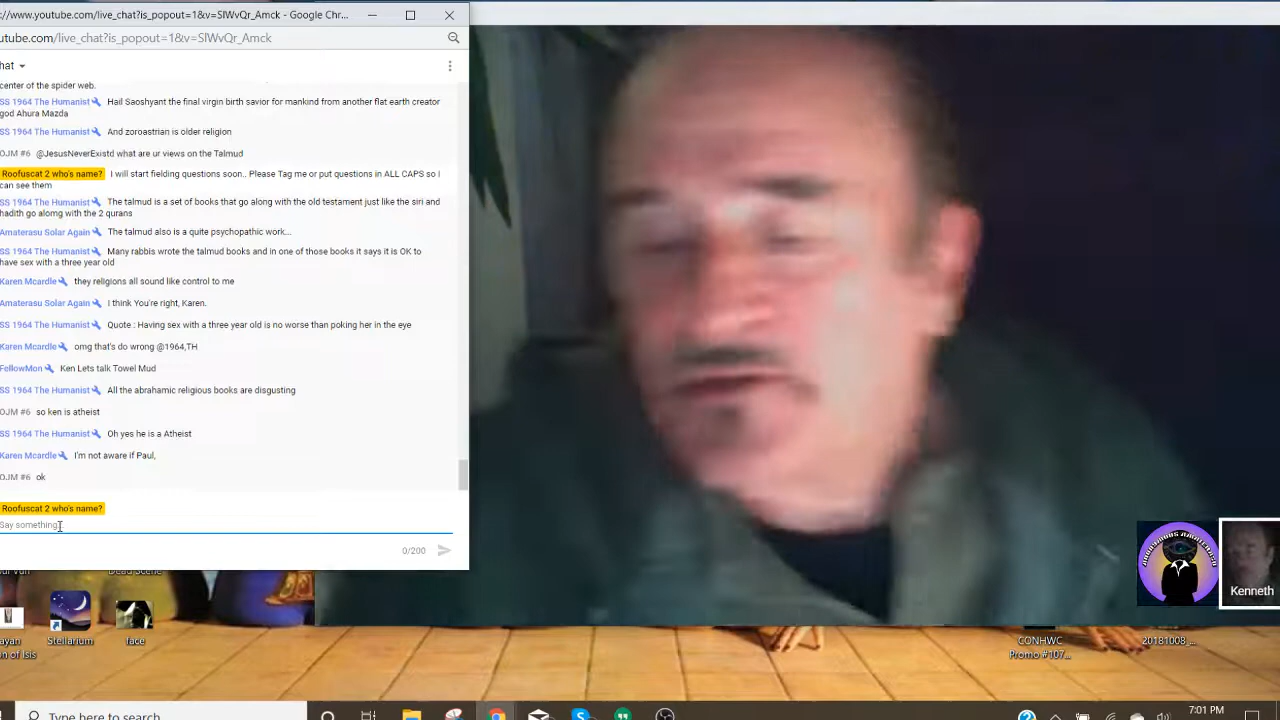 ://www.youtube.com/live_chat?is_popout=1&v=SlWvQr_Amck - Google Chr...
utube.com/live_chat?is_popout=1&v=SlWvQr_Amck
hat
center of the spider web.
SS 1964 The Humanist Hail Saoshyant the final virgin birth savior for mankind from another flat earth creator
god Ahura Mazda
SS 1964 The Humanist And zoroastrian is older religion
OJM #6 @JesusNeverExistd what are ur views on the Talmud
Roofuscat 2 who's name? I will start fielding questions soon.. Please Tag me or put questions in ALL CAPS so I
can see them
SS 1964 The Humanist The talmud is a set of books that go along with the old testament just like the siri and
hadith go alomg with the 2 qurans
Amaterasu Solar Again The talmud also is a quite psychopathic work...
SS 1964 The Humanist Many rabbis wrote the talmud books and in one of those books it says it is OK to
have sex with a three year old
Karen Mcardle they religions all sound like control to me
Amaterasu Solar Again I think You're right, Karen.
SS 1964 The Humanist Quote : Having sex with a three year old is no worse than poking her in the eye
Karen Mcardle omg that's do wrong @1964,TH
FellowMon Ken Lets talk Towel Mud
SS 1964 The Humanist All the abrahamic religious books are disgusting
OJM #6 so ken is atheist
SS 1964 The Humanist Oh yes he is a Atheist
Karen Mcardle I'm not aware if Paul,
OJM #6 ok
Roofuscat 2 who's name?
Say something
0/200
Dead Scene
Kenneth
ayan
on of Isis
Stellarium
face
CONHWC
Promo #107...
20181008_...
Type here to search
7:01 PM